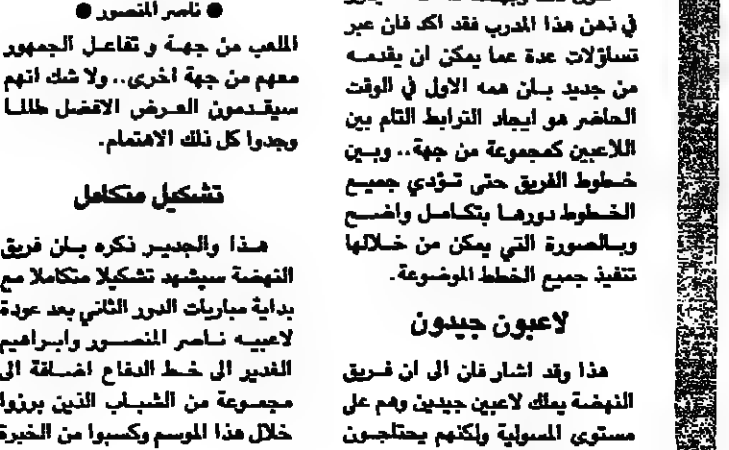 في ذهن هذا المدرب فقد اكد فان عبر
تساؤلات عدة عما يمكن ان يقدمه
من جديد بان همه الاول في الوقت
الحاضر هو ايجاد الترابط التام بين
اللاعبين كمجموعة من جهة.. وبين
خطوط الفريق حتى تؤدي جميع
الخطوط دورها بتكامل واضح
وبالصورة التي يمكن من خلالها
تنفيذ جميع الخطط الموضوعة.
لاعبون جيدون
هذا وقد اشار فان الى ان فريق
النهضة يملك لاعبين جيدين وهم على
مستوى المسولية ولكنهم يحتاجون
● ناصر المنصور ●
الملعب من جهة و تفاعل الجمهور
معهم من جهة اخرى.. ولا شك انهم
سيقدمون العرض الافضل طالما
وجدوا كل ذلك الاهتمام.
تشكيل متكامل
هذا والجدير ذكره بان فريق
النهضة سيشهد تشكيلا متكاملا مع
بداية مباريات الدور الثاني بعد عودة
لاعبيه ناصر المنصور وابراهيم
الغدير الى خط الدفاع اضافة الى
مجموعة من الشباب الذين برزوا
خلال هذا الموسم وكسبوا من الخبرة